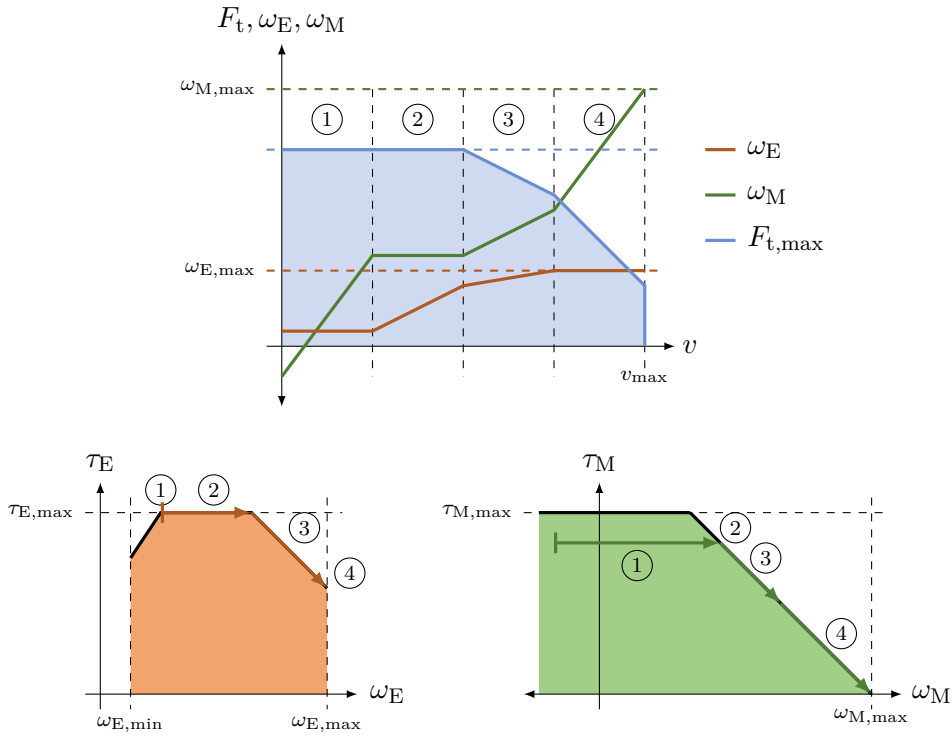 F_t, ω_E, ω_M
ω_M,max
① ② ③ ④
ω_E
ω_M
F_t,max
ω_E,max
v
v_max
τ_E
τ_E,max
① ② ③ ④
ω_E
ω_E,min
ω_E,max
τ_M
τ_M,max
① ② ③ ④
ω_M
ω_M,max